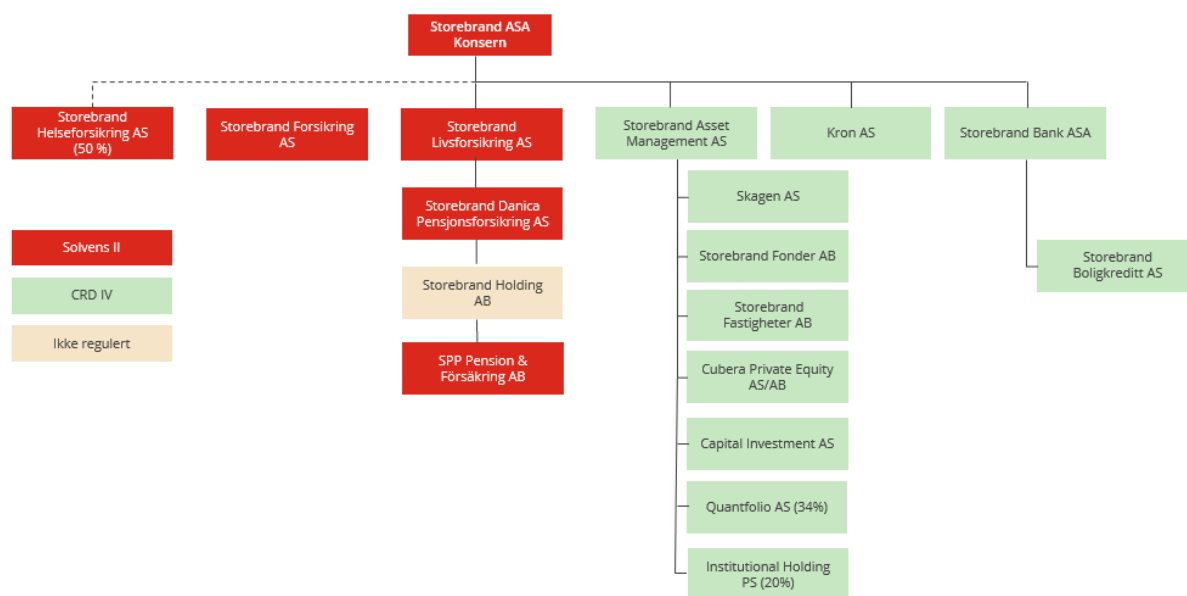 Storebrand ASA
Konsern
Storebrand
Helseforsikring AS
(50 %)
Storebrand Forsikring
AS
Storebrand
Livsforsikring AS
Storebrand Asset
Management AS
Kron AS
Storebrand Bank ASA
Storebrand Danica
Pensjonsforsikring AS
Skagen AS
Solvens II
Storebrand Fonder AB
Storebrand
Boligkreditt AS
CRD IV
Storebrand Holding
AB
Storebrand
Fastigheter AB
Ikke regulert
SPP Pension &
Försäkring AB
Cubera Private Equity
AS/AB
Capital Investment AS
Quantfolio AS (34%)
Institutional Holding
PS (20%)